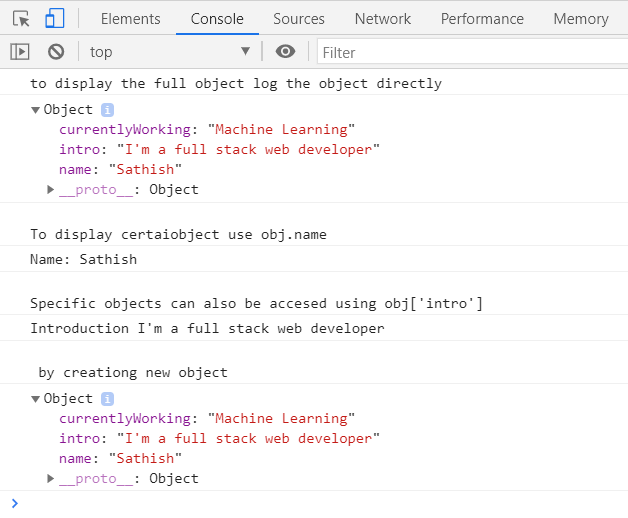 Elements Console Sources Network Performance Memory
top Filter
to display the full object log the object directly
Object i
currentlyWorking: "Machine Learning"
intro: "I'm a full stack web developer"
name: "Sathish"
__proto__: Object
To display certaiobject use obj.name
Name: Sathish
Specific objects can also be accesed using obj['intro']
Introduction I'm a full stack web developer
by creationg new object
Object i
currentlyWorking: "Machine Learning"
intro: "I'm a full stack web developer"
name: "Sathish"
__proto__: Object